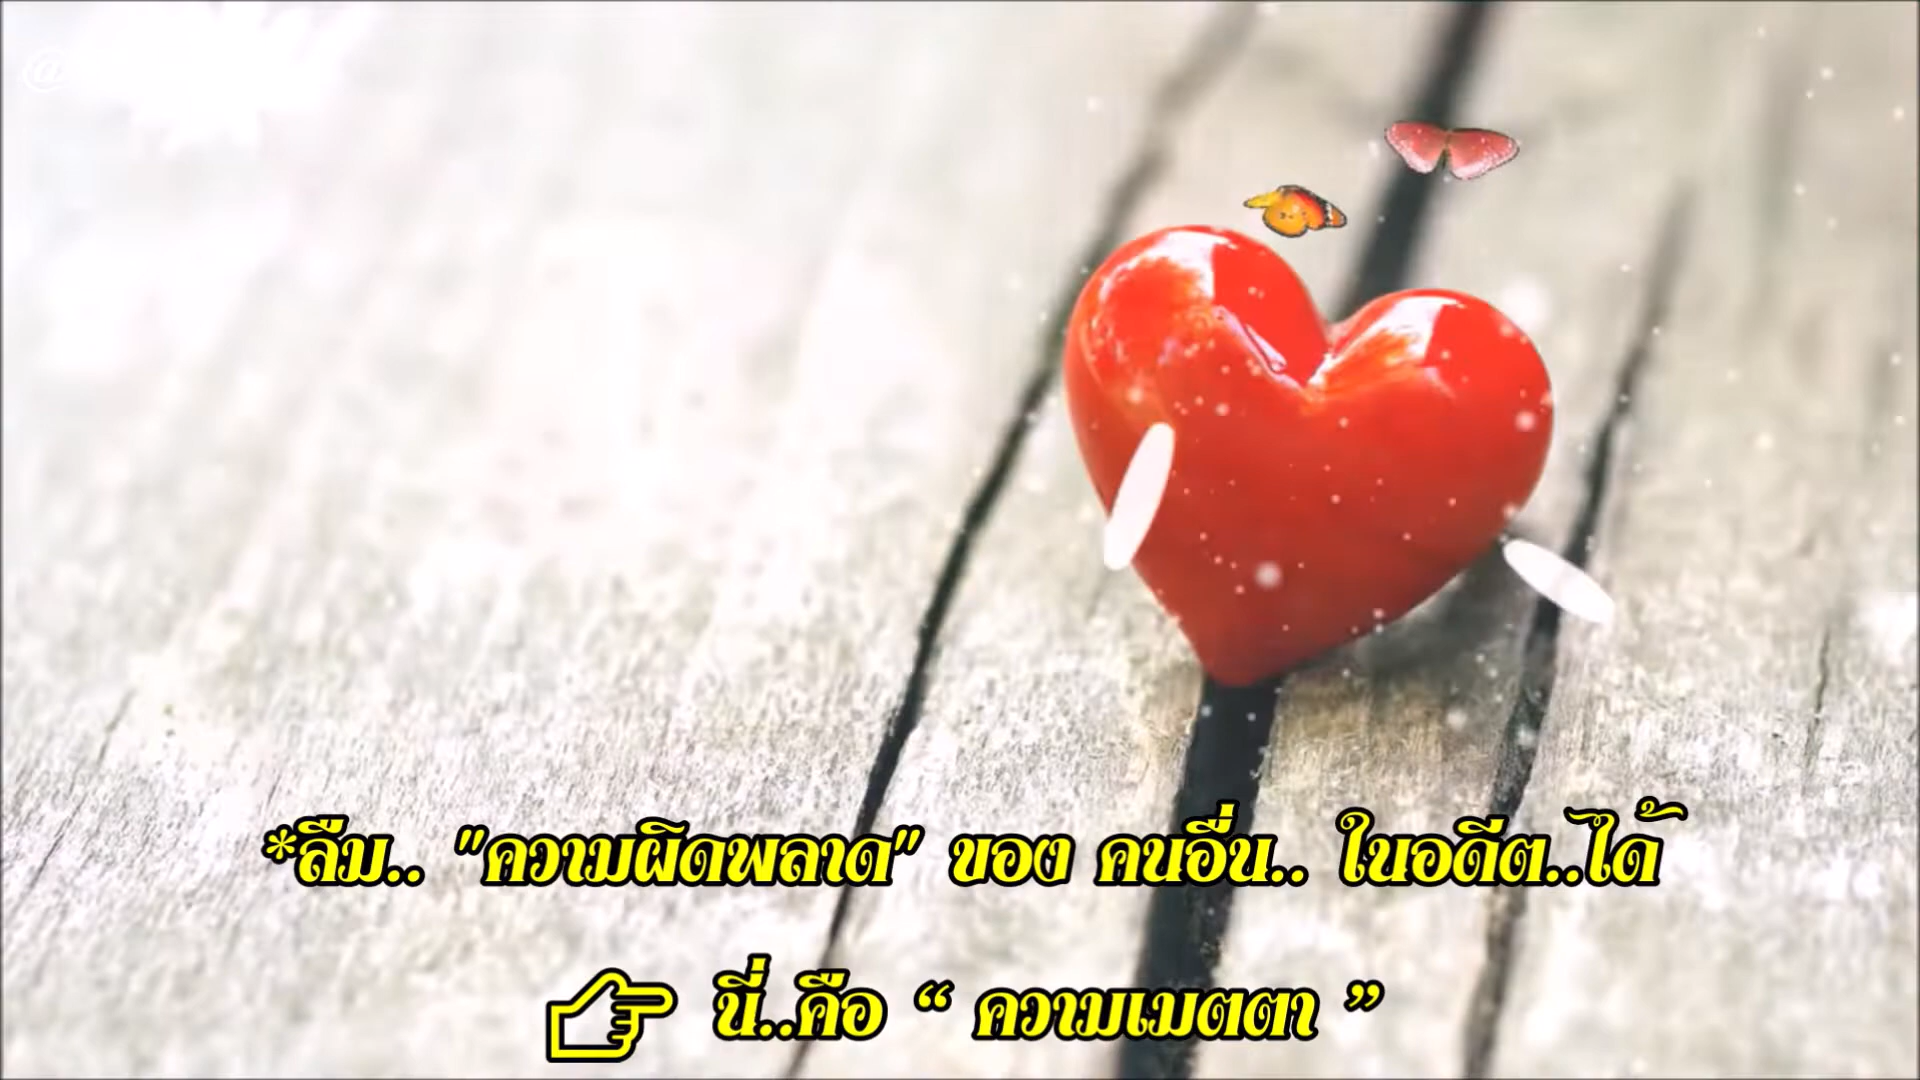 *ลืม.. "ความผิดพลาด" ของ คนอื่น.. ในอดีต..ได้
นี่..คือ “ ความเมตตา ”